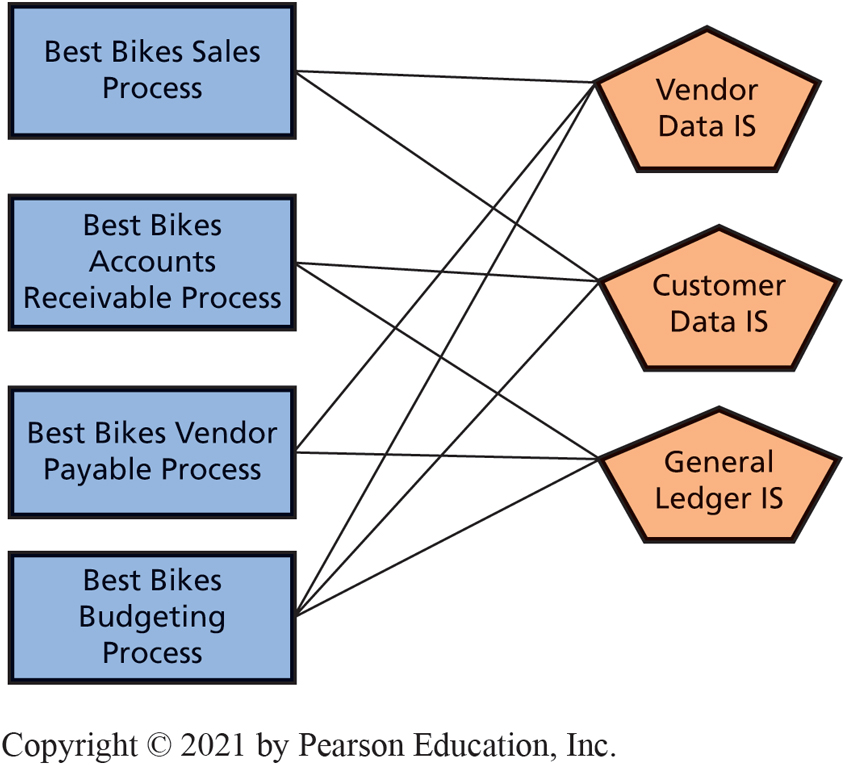 Best Bikes Sales
Process
Best Bikes
Accounts
Receivable Process
Best Bikes Vendor
Payable Process
Best Bikes
Budgeting
Process
Vendor
Data IS
Customer
Data IS
General
Ledger IS
Copyright © 2021 by Pearson Education, Inc.